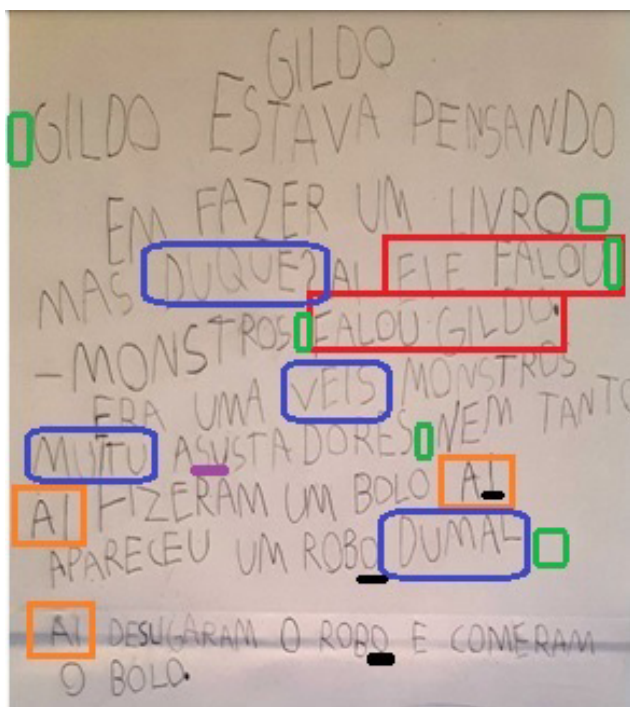 GILDO
GILDO ESTAVA PENSANDO
EM FAZER UM LIVRO
MAS DUQUE? AI ELE FALOU
- MONSTROS FALOU GILDO.
ERA UMA VEIS MONSTROS
MUITU ASUSTADORES NEM TANTO
AI FIZERAM UM BOLO AI
APARECEU UM ROBO DUMAL
AI DESLIGARAM O ROBO E COMERAM
O BOLO.